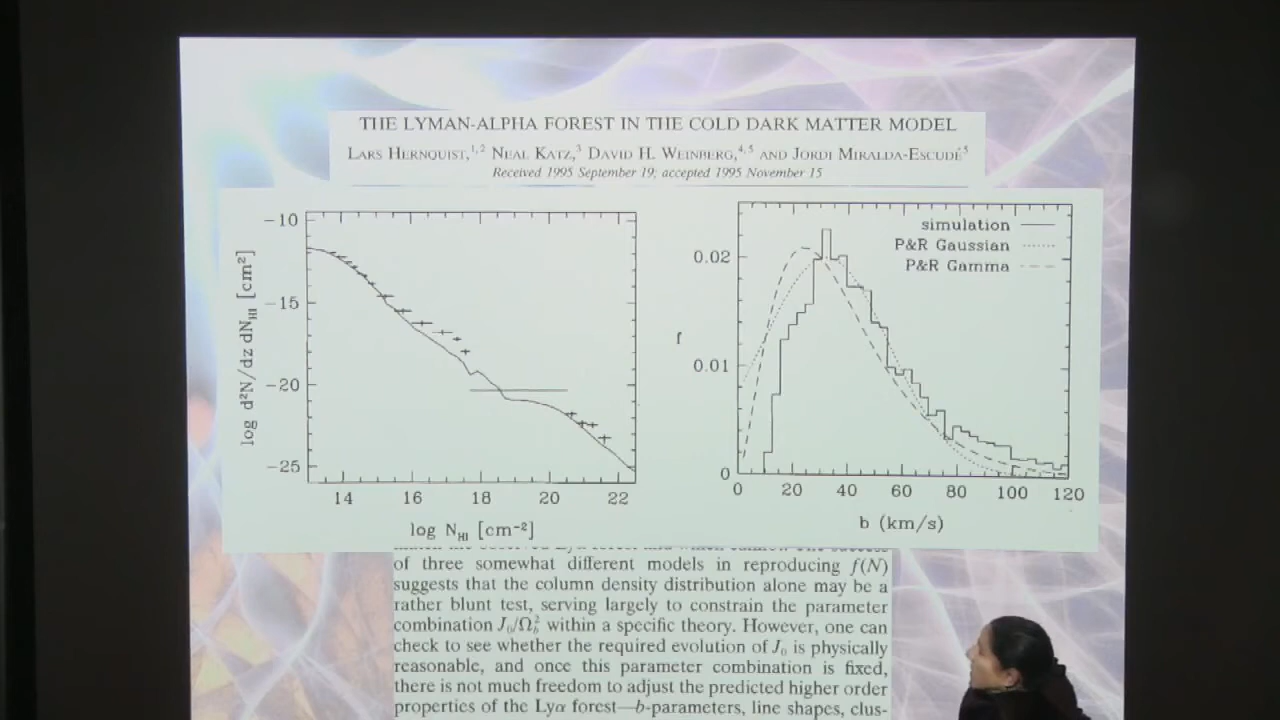 THE LYMAN-ALPHA FOREST IN THE COLD DARK MATTER MODEL
LARS HERNQUIST,1,2 NEAL KATZ,3 DAVID H. WEINBERG,4,5 AND JORDI MIRALDA-ESCUDÉ5
Received 1995 September 19; accepted 1995 November 15
−10
−15
−20
−25
log d²N/dz dN_HI [cm²]
14 16 18 20 22
log N_HI [cm⁻²]
simulation
P&R Gaussian
P&R Gamma
0.02
f
0.01
0
0 20 40 60 80 100 120
b (km/s)
of three somewhat different models in reproducing f(N)
suggests that the column density distribution alone may be a
rather blunt test, serving largely to constrain the parameter
combination J₀/Ω_b² within a specific theory. However, one can
check to see whether the required evolution of J₀ is physically
reasonable, and once this parameter combination is fixed,
there is not much freedom to adjust the predicted higher order
properties of the Lyα forest—b-parameters, line shapes, clus-